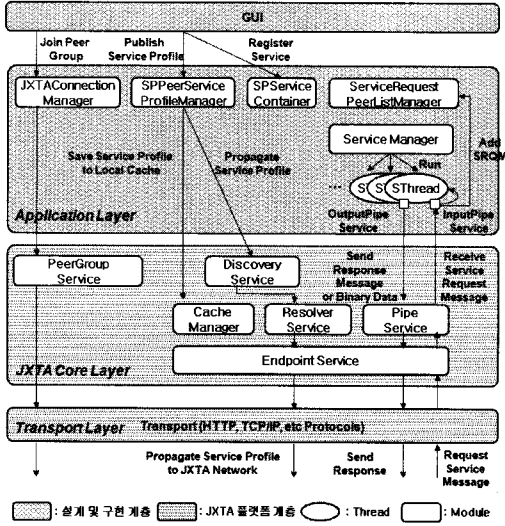 GUI
Join Peer
Group
Publish
Service Profile
Register
Service
JXTAConnection
Manager
SPPeerService
ProfileManager
SPService
Container
ServiceRequest
PeerListManager
Service Manager
Save Service Profile
to Local Cache
Propagate
Service Profile
Run
Add
SRQM
...
S
S
SThread
Application Layer
OutputPipe
Service
InputPipe
Service
PeerGroup
Service
Discovery
Service
Send
Response
Message
or Binary Data
Receive
Service
Request
Message
Cache
Manager
Resolver
Service
Pipe
Service
Endpoint Service
JXTA Core Layer
Transport Layer
Transport (HTTP, TCP/IP, etc Protocols)
Propagate Service Profile
to JXTA Network
Send
Response
Request
Service
Message
: 설계 및 구현 계층 : JXTA 플랫폼 계층 : Thread : Module